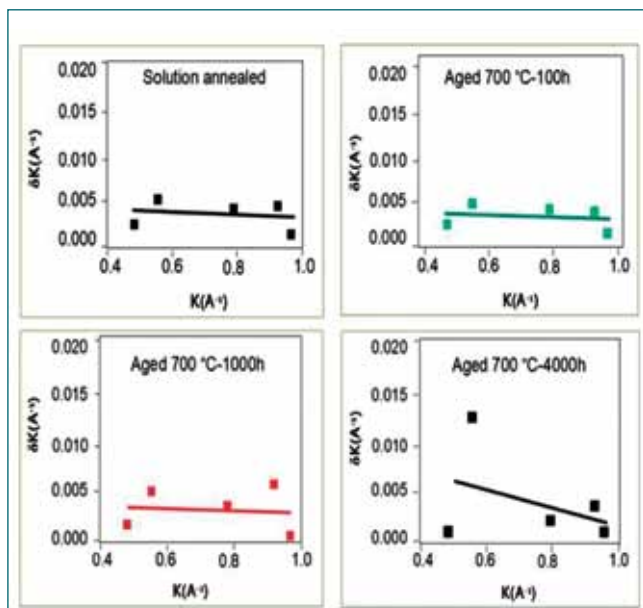 Solution annealed
0.020
0.015
0.010
0.005
0.000
δK(A⁻¹)
0.4 0.6 0.8 1.0
K(A⁻¹)
Aged 700 °C-100h
0.020
0.015
0.010
0.005
0.000
δK(A⁻¹)
0.4 0.6 0.8 1.0
K(A⁻¹)
Aged 700 °C-1000h
0.020
0.015
0.010
0.005
0.000
δK(A⁻¹)
0.4 0.6 0.8 1.0
K(A⁻¹)
Aged 700 °C-4000h
0.020
0.015
0.010
0.005
0.000
δK(A⁻¹)
0.4 0.6 0.8 1.0
K(A⁻¹)